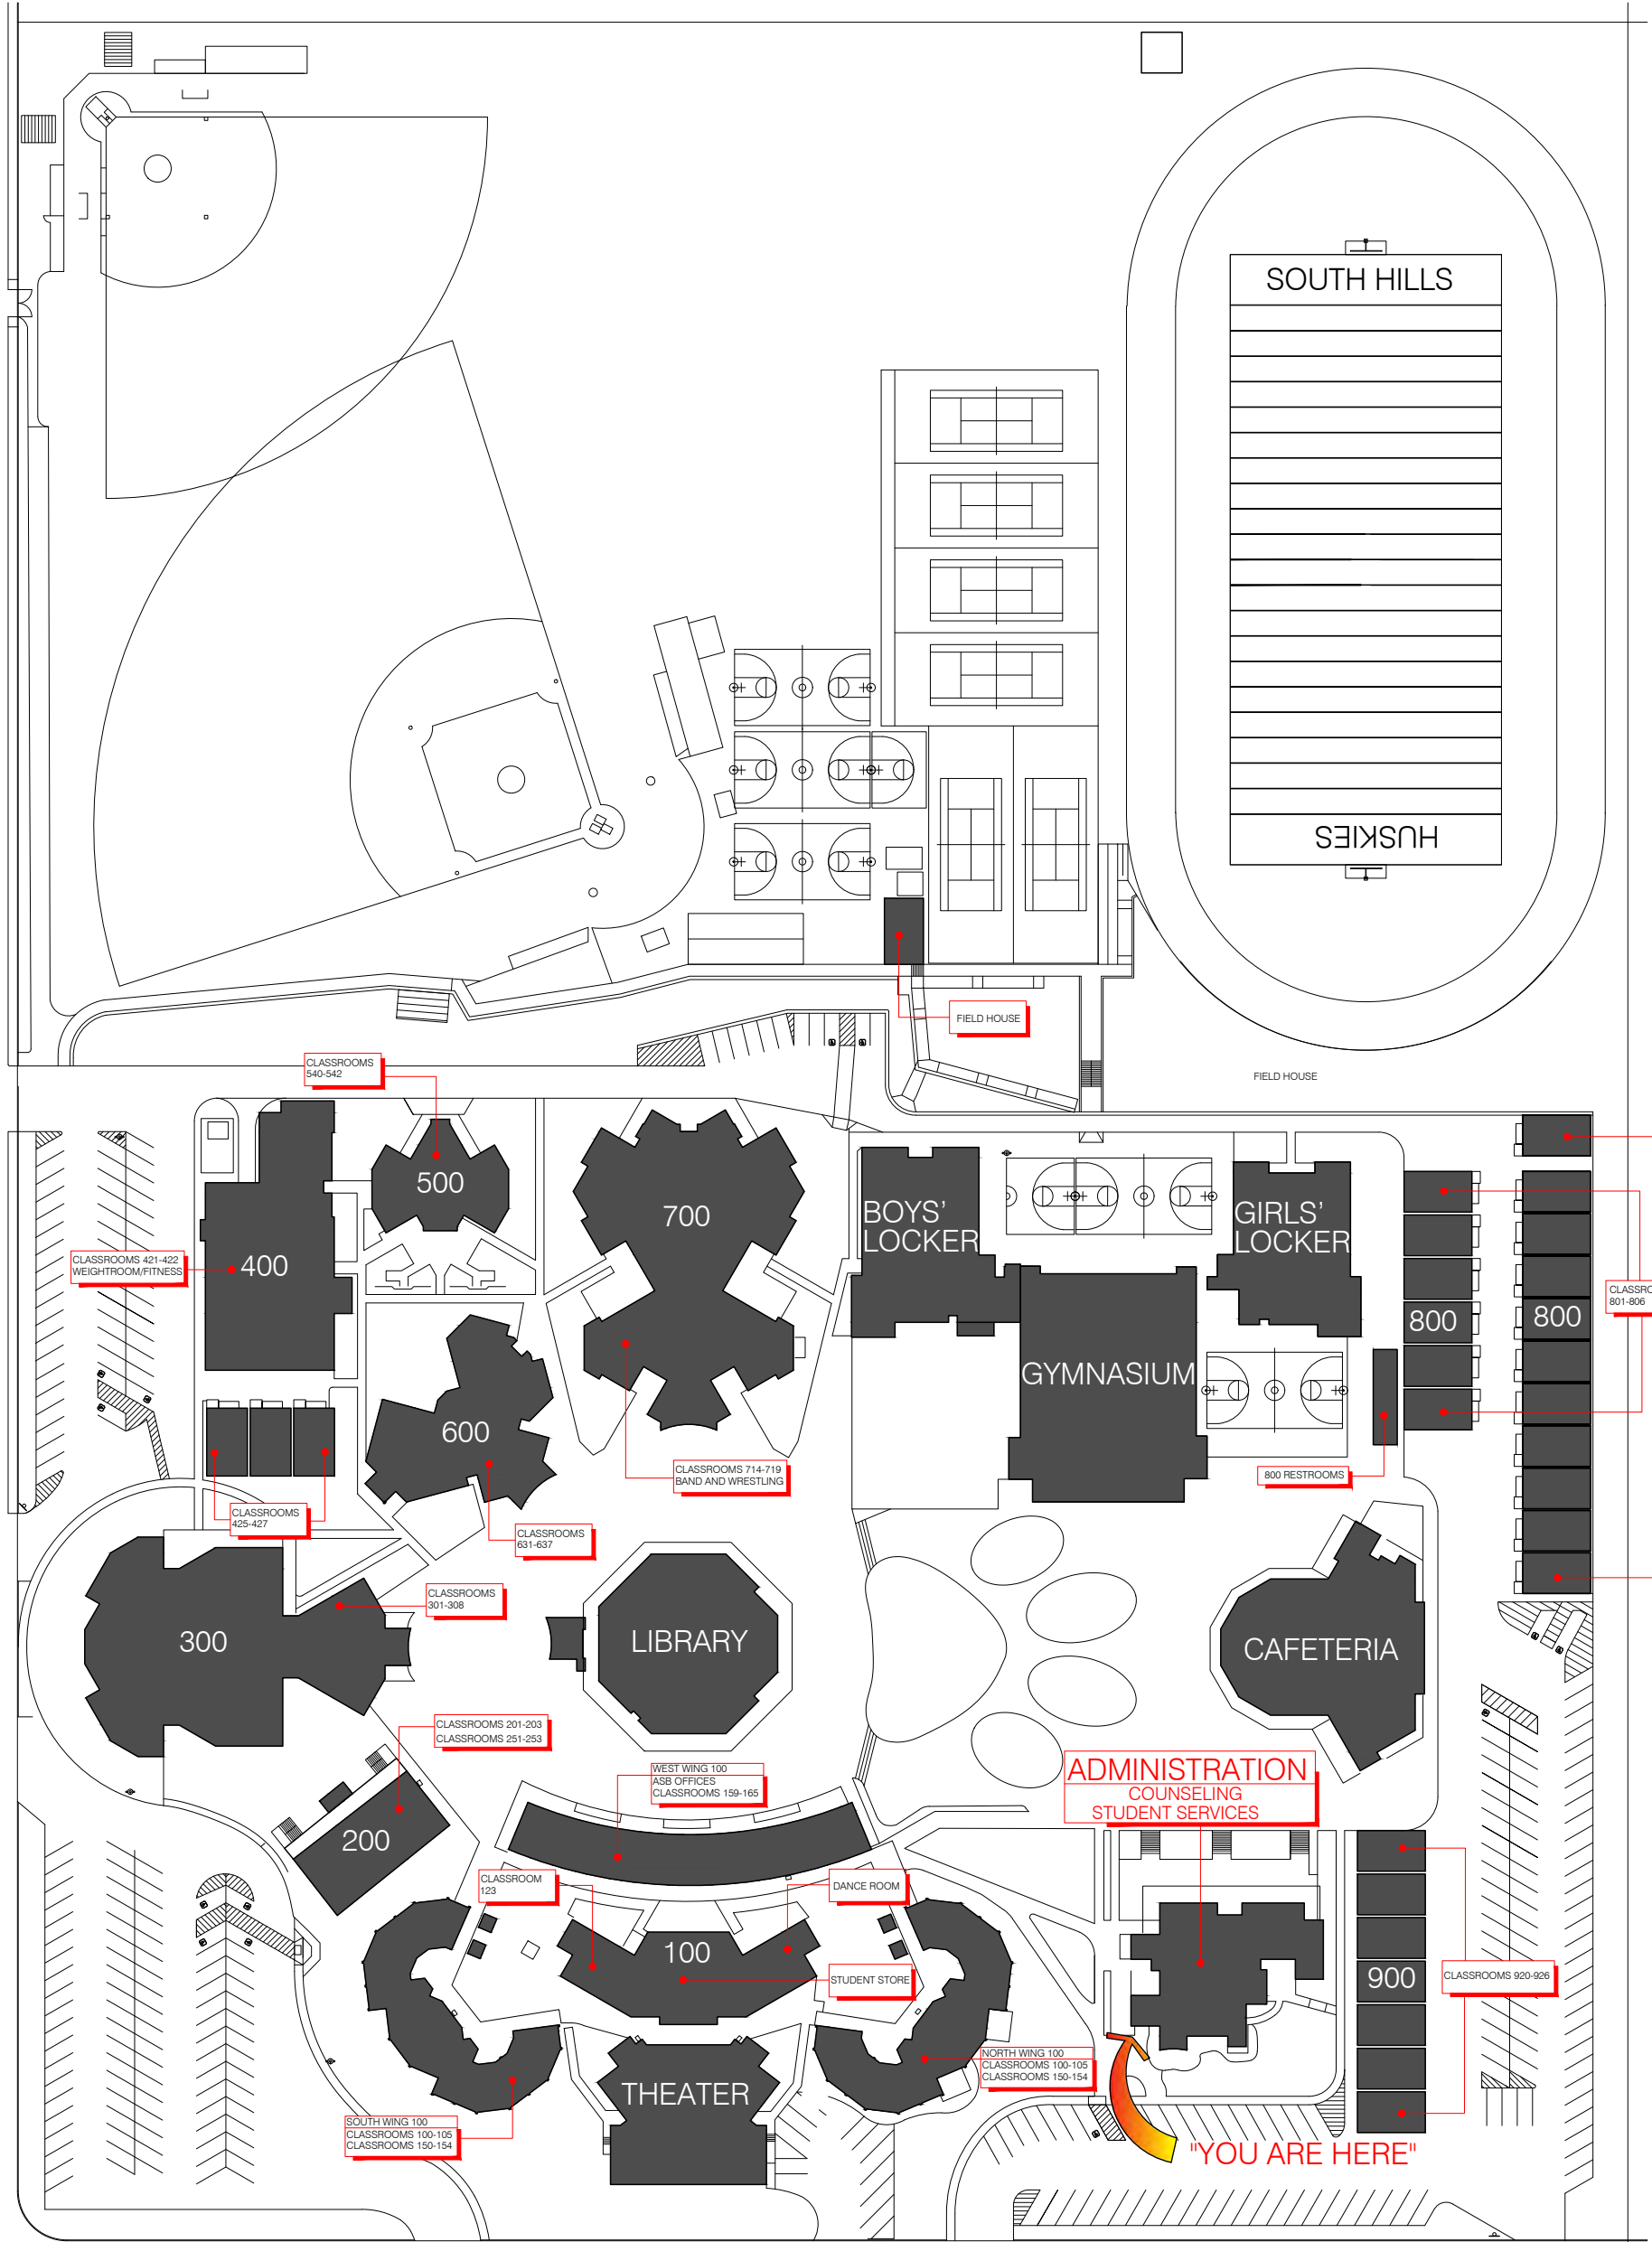 SOUTH HILLS
HUSKIES
FIELD HOUSE
FIELD HOUSE
CLASSROOMS
540-542
500
700
BOYS'
LOCKER
GIRLS'
LOCKER
CLASSROOMS 421-422
WEIGHTROOM/FITNESS
400
801-806
800
800
GYMNASIUM
600
CLASSROOMS 714-719
BAND AND WRESTLING
800 RESTROOMS
CLASSROOMS
425-427
CLASSROOMS
631-637
CLASSROOMS
301-308
300
LIBRARY
CAFETERIA
CLASSROOMS 201-203
CLASSROOMS 251-253
WEST WING 100
ASB OFFICES
CLASSROOMS 159-165
ADMINISTRATION
COUNSELING
STUDENT SERVICES
200
CLASSROOM
123
DANCE ROOM
100
STUDENT STORE
900
CLASSROOMS 920-926
NORTH WING 100
CLASSROOMS 100-105
CLASSROOMS 150-154
THEATER
SOUTH WING 100
CLASSROOMS 100-105
CLASSROOMS 150-154
"YOU ARE HERE"